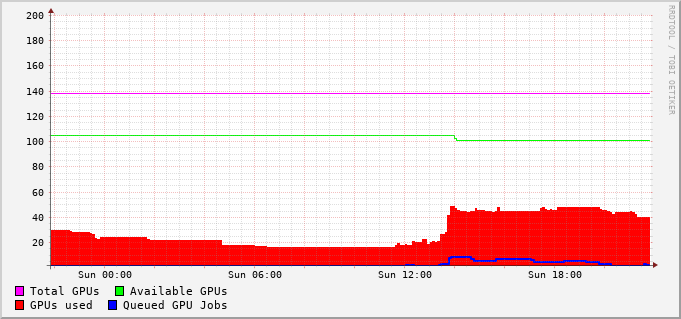 RRDTOOL / TOBI OETIKER
200
180
160
140
120
100
80
60
40
20
Sun 00:00 Sun 06:00 Sun 12:00 Sun 18:00
Total GPUs Available GPUs
GPUs used Queued GPU Jobs